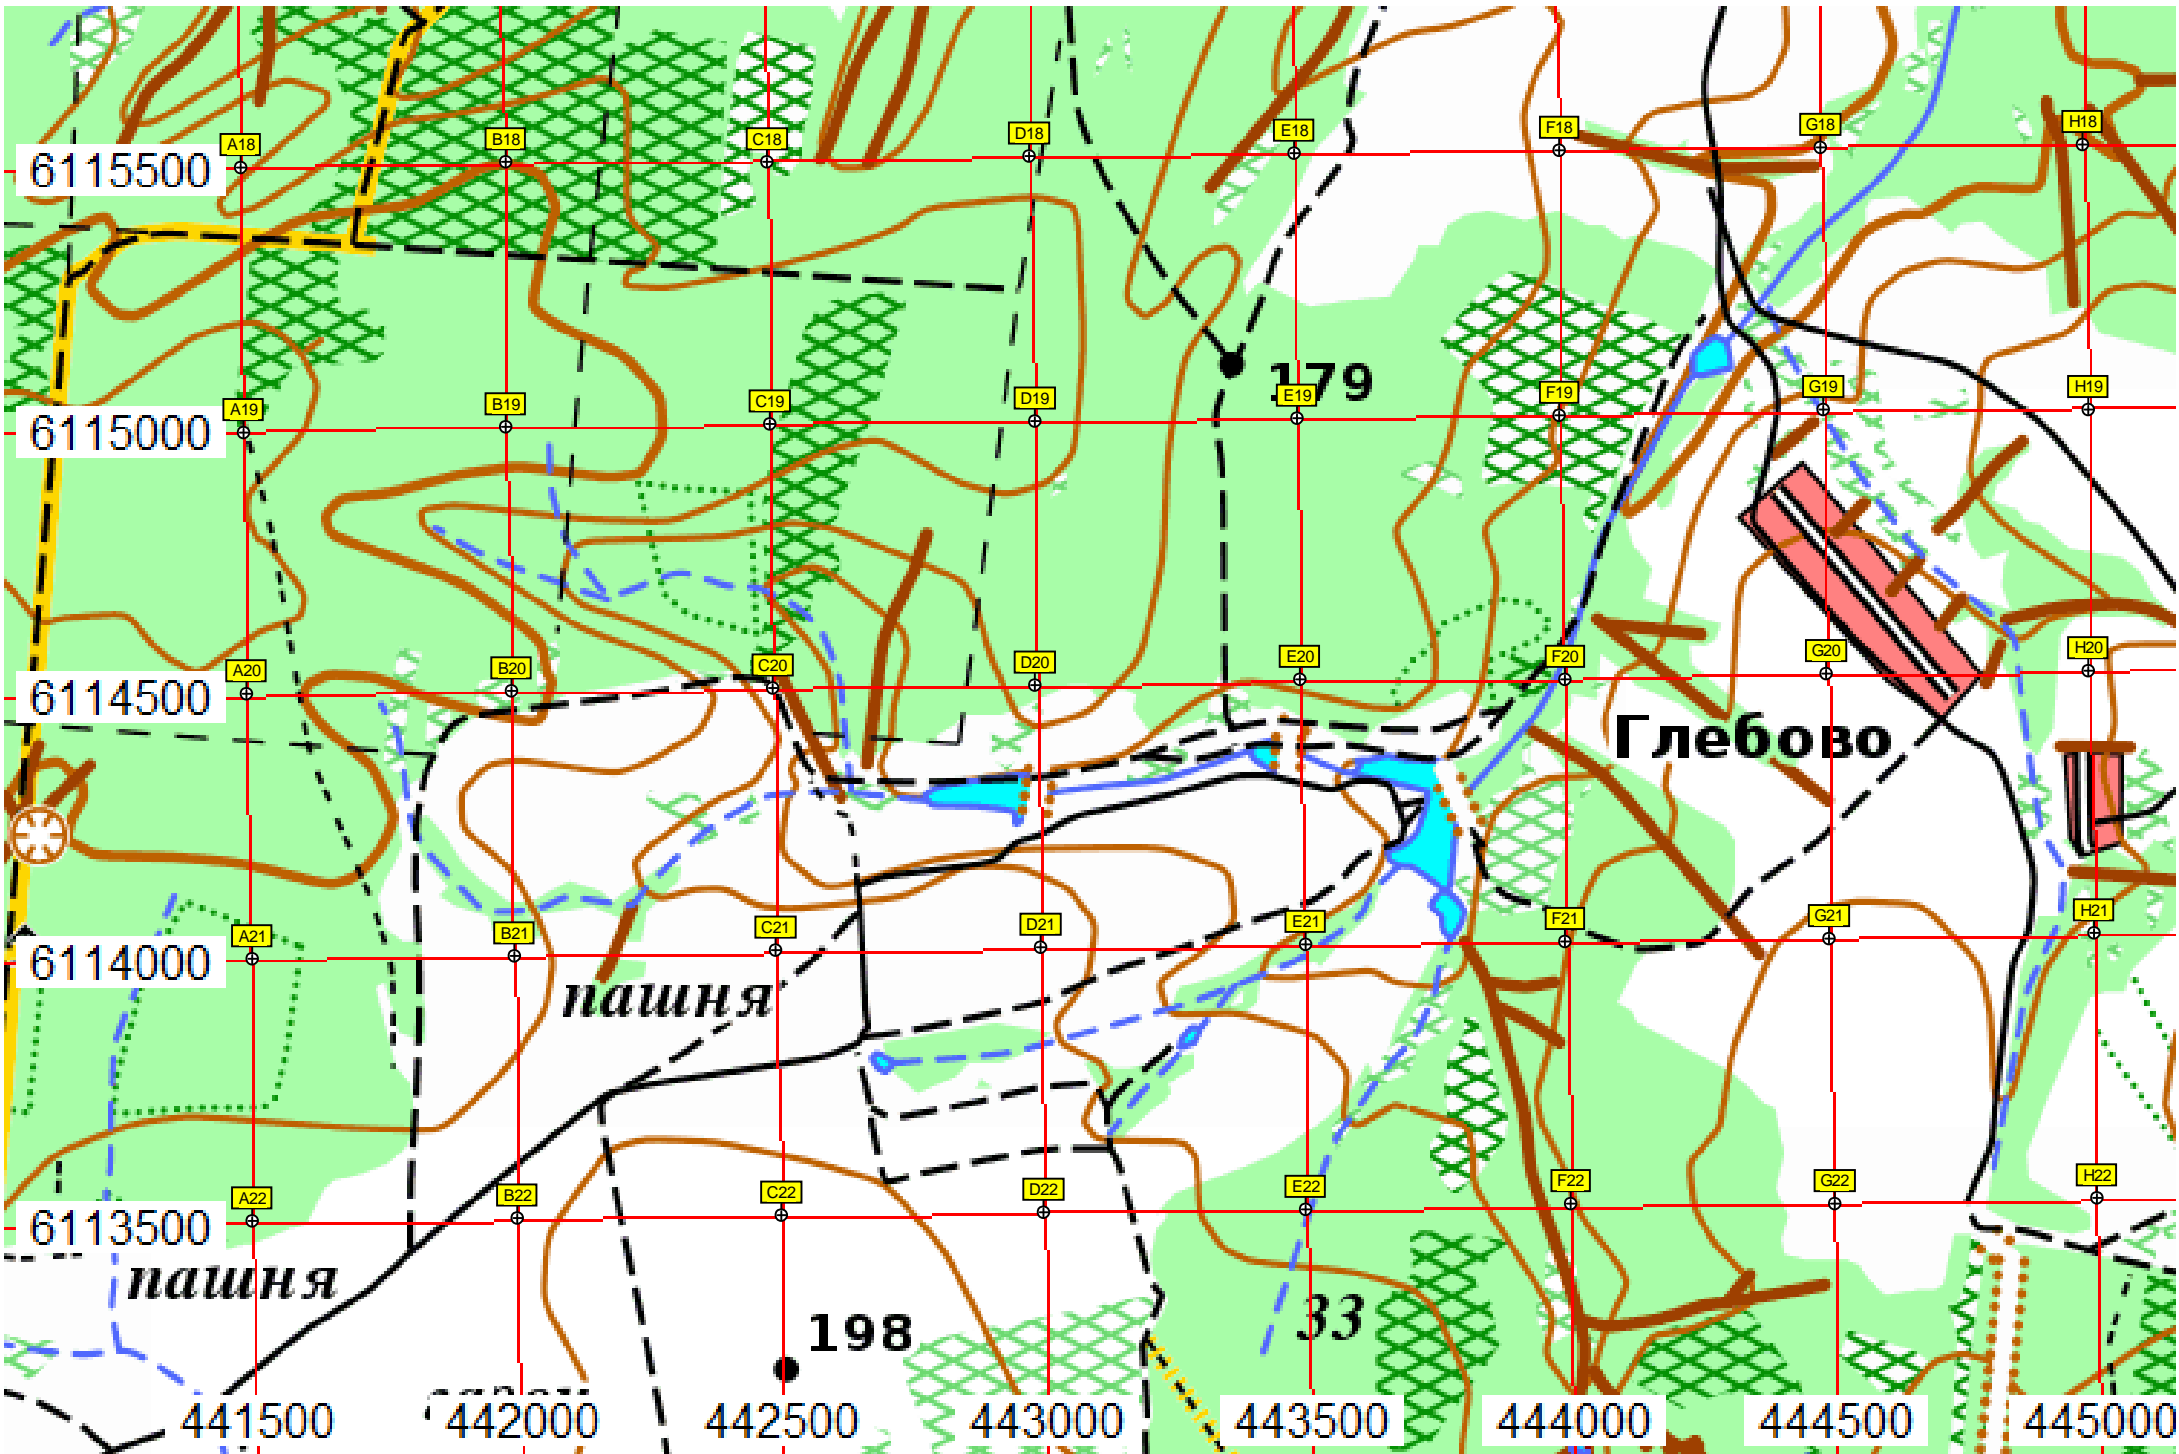 A18 B18 C18 D18 E18 F18 G18 H18
6115500
179
A19 B19 C19 D19 E19 F19 G19 H19
6115000
A20 B20 C20 D20 E20 F20 G20 H20
6114500
Глебово
A21 B21 C21 D21 E21 F21 G21 H21
6114000
пашня
A22 B22 C22 D22 E22 F22 G22 H22
6113500
пашня
33
198
441500 442000 442500 443000 443500 444000 444500 445000